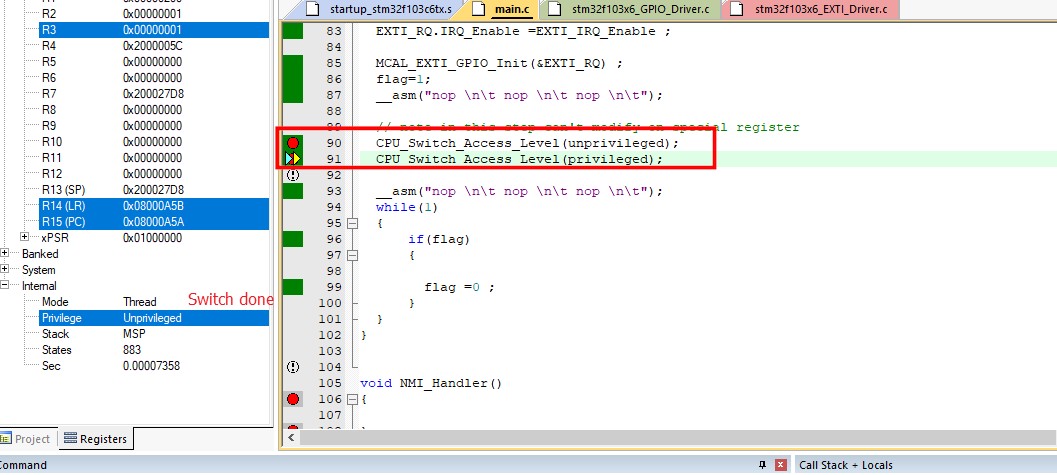 R1 0x08000266
R2 0x00000001
R3 0x00000001
R4 0x2000005C
R5 0x00000000
R6 0x00000000
R7 0x200027D8
R8 0x00000000
R9 0x00000000
R10 0x00000000
R11 0x00000000
R12 0x00000000
R13 (SP) 0x200027D8
R14 (LR) 0x08000A5B
R15 (PC) 0x08000A5A
xPSR 0x01000000
Banked
System
Internal
Mode Thread
Switch done
Privilege Unprivileged
Stack MSP
States 883
Sec 0.00007358
Project Registers
Command
startup_stm32f103c6tx.s main.c stm32f103x6_GPIO_Driver.c stm32f103x6_EXTI_Driver.c
83 EXTI_RQ.IRQ_Enable =EXTI_IRQ_Enable ;
84
85 MCAL_EXTI_GPIO_Init(&EXTI_RQ) ;
86 flag=1;
87 __asm("nop \n\t nop \n\t nop \n\t");
88
89 // note in this step can't modify on special register
90 CPU_Switch_Access_Level(unprivileged);
91 CPU_Switch_Access_Level(privileged);
92
93 __asm("nop \n\t nop \n\t nop \n\t");
94 while(1)
95 {
96 if(flag)
97 {
98
99 flag =0 ;
100 }
101 }
102 }
103
104
105 void NMI_Handler()
106 {
107
Call Stack + Locals